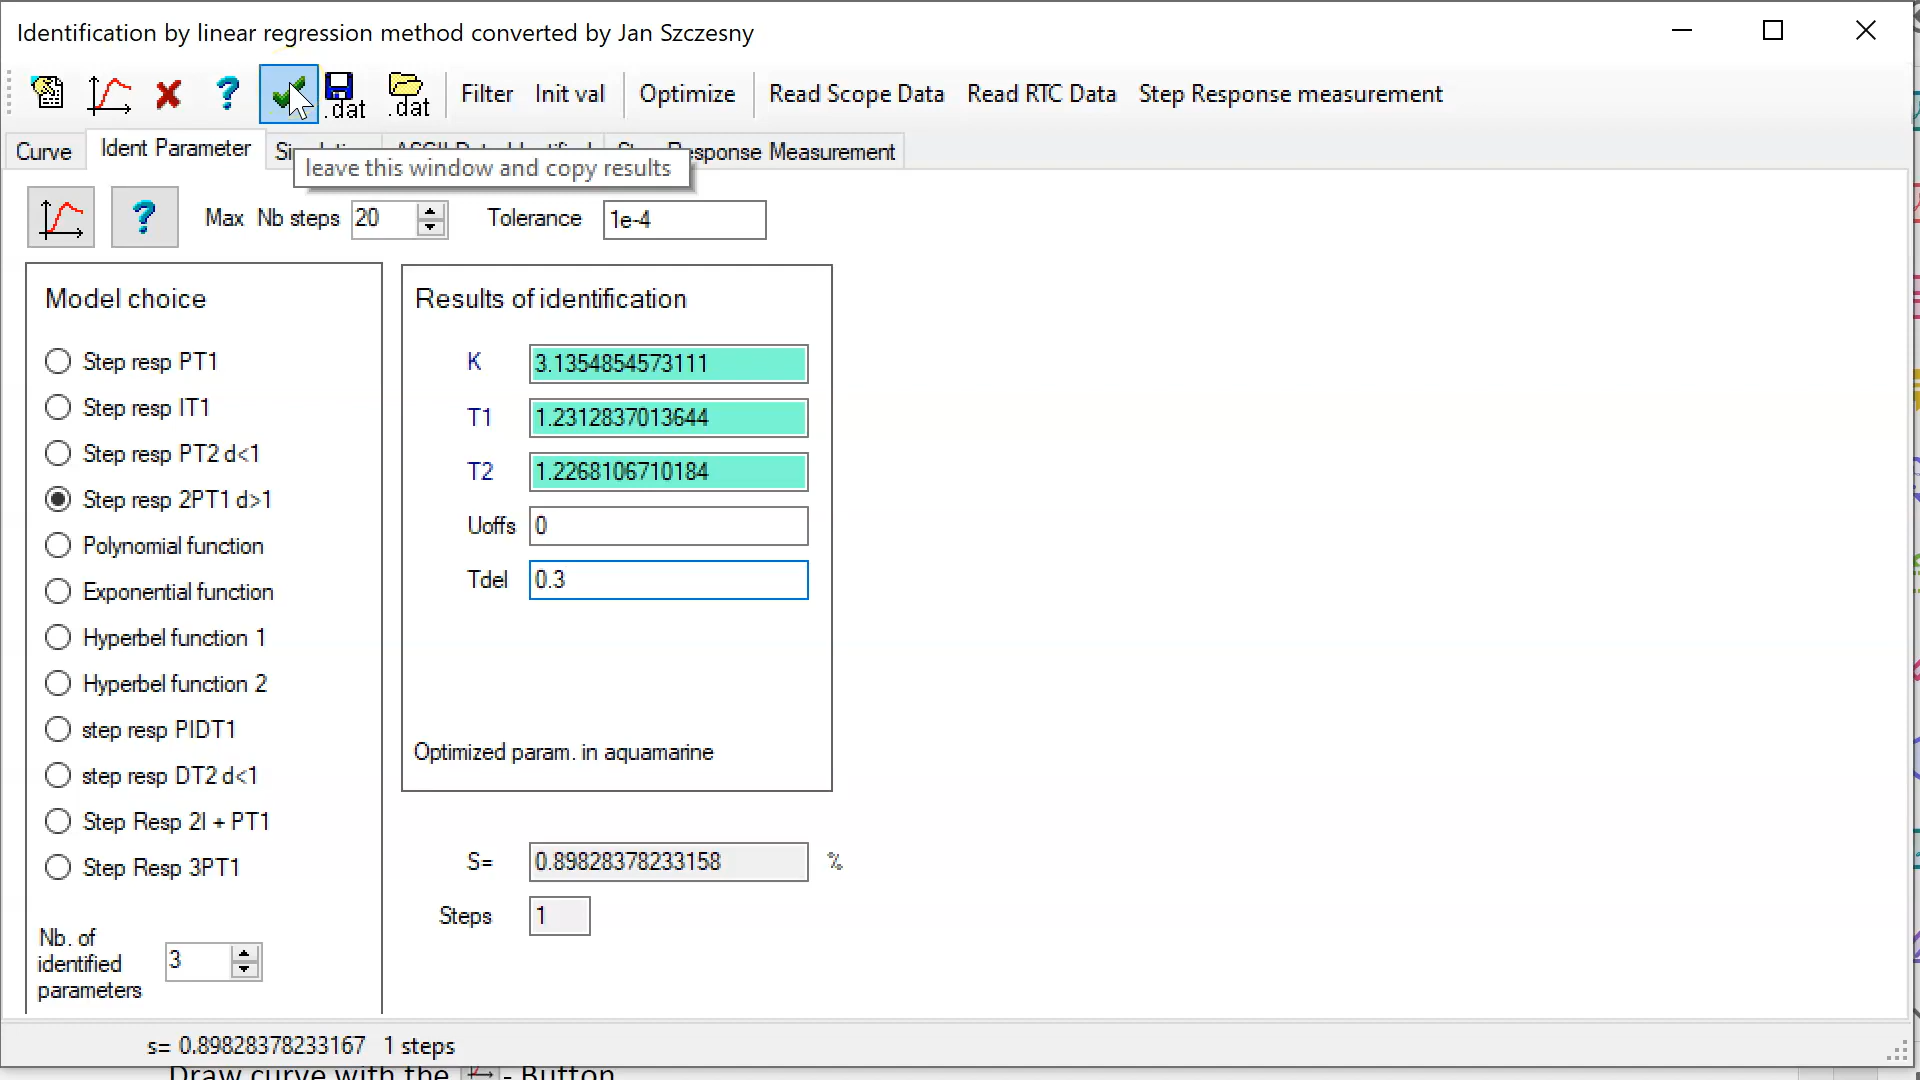 Identification by linear regression method converted by Jan Szczesny
.dat .dat Filter Init val Optimize Read Scope Data Read RTC Data Step Response measurement
Curve Ident Parameter Response Measurement
leave this window and copy results
Max Nb steps 20 Tolerance 1e-4
Model choice
Step resp PT1
Step resp IT1
Step resp PT2 d<1
Step resp 2PT1 d>1
Polynomial function
Exponential function
Hyperbel function 1
Hyperbel function 2
step resp PIDT1
step resp DT2 d<1
Step Resp 2I + PT1
Step Resp 3PT1
Nb. of
identified
parameters
3
Results of identification
K 3.1354854573111
T1 1.2312837013644
T2 1.2268106710184
Uoffs 0
Tdel 0.3
Optimized param. in aquamarine
S= 0.89828378233158 %
Steps 1
s= 0.89828378233167 1 steps
Draw curve with the - Button